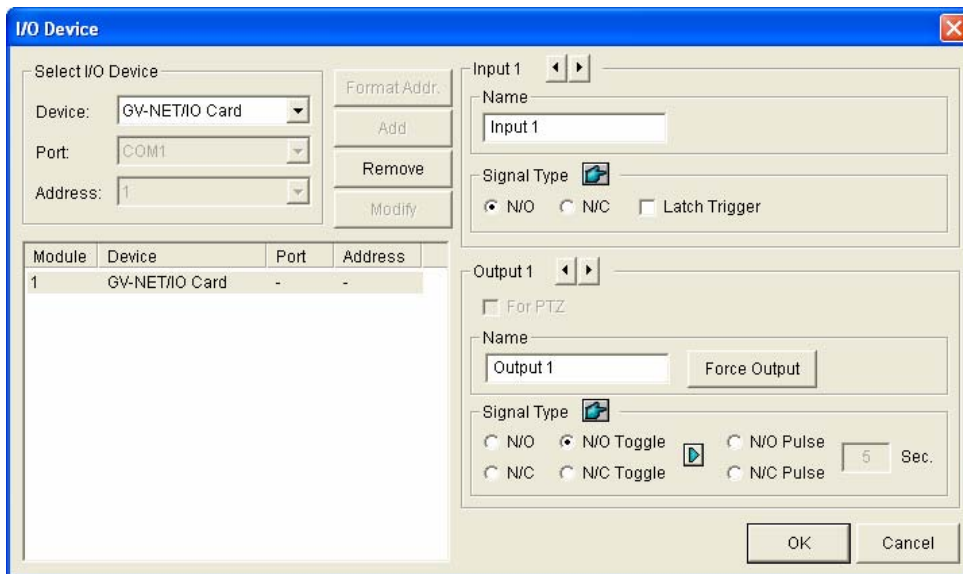 I/O Device
Select I/O Device
Device: GV-NET/IO Card
Port: COM1
Address: 1
Format Addr.
Add
Remove
Modify
Module Device Port Address
1 GV-NET/IO Card - -
Input 1
Name
Input 1
Signal Type
N/O N/C Latch Trigger
Output 1
For PTZ
Name
Output 1 Force Output
Signal Type
N/O N/O Toggle N/O Pulse
N/C N/C Toggle N/C Pulse
5 Sec.
OK Cancel